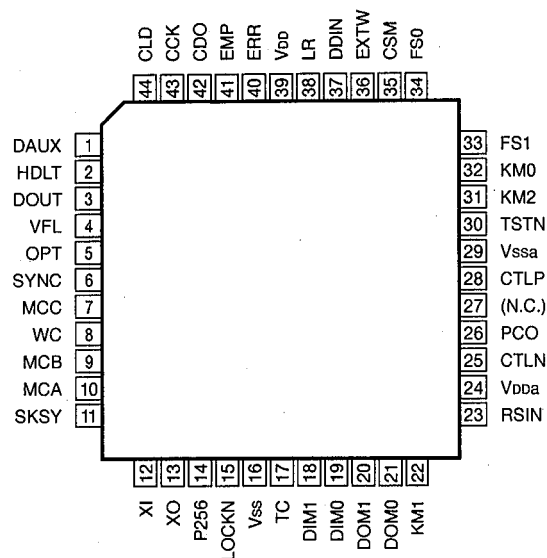 CLD CCK CDO EMP ERR VDD LR DDIN EXTW CSM FS0
44 43 42 41 40 39 38 37 36 35 34
DAUX 1
HDLT 2
DOUT 3
VFL 4
OPT 5
SYNC 6
MCC 7
WC 8
MCB 9
MCA 10
SKSY 11
33 FS1
32 KM0
31 KM2
30 TSTN
29 Vssa
28 CTLP
27 (N.C.)
26 PCO
25 CTLN
24 VDDa
23 RSIN
12 13 14 15 16 17 18 19 20 21 22
XI XO P256 LOCKN Vss TC DIM1 DIM0 DOM1 DOM0 KM1